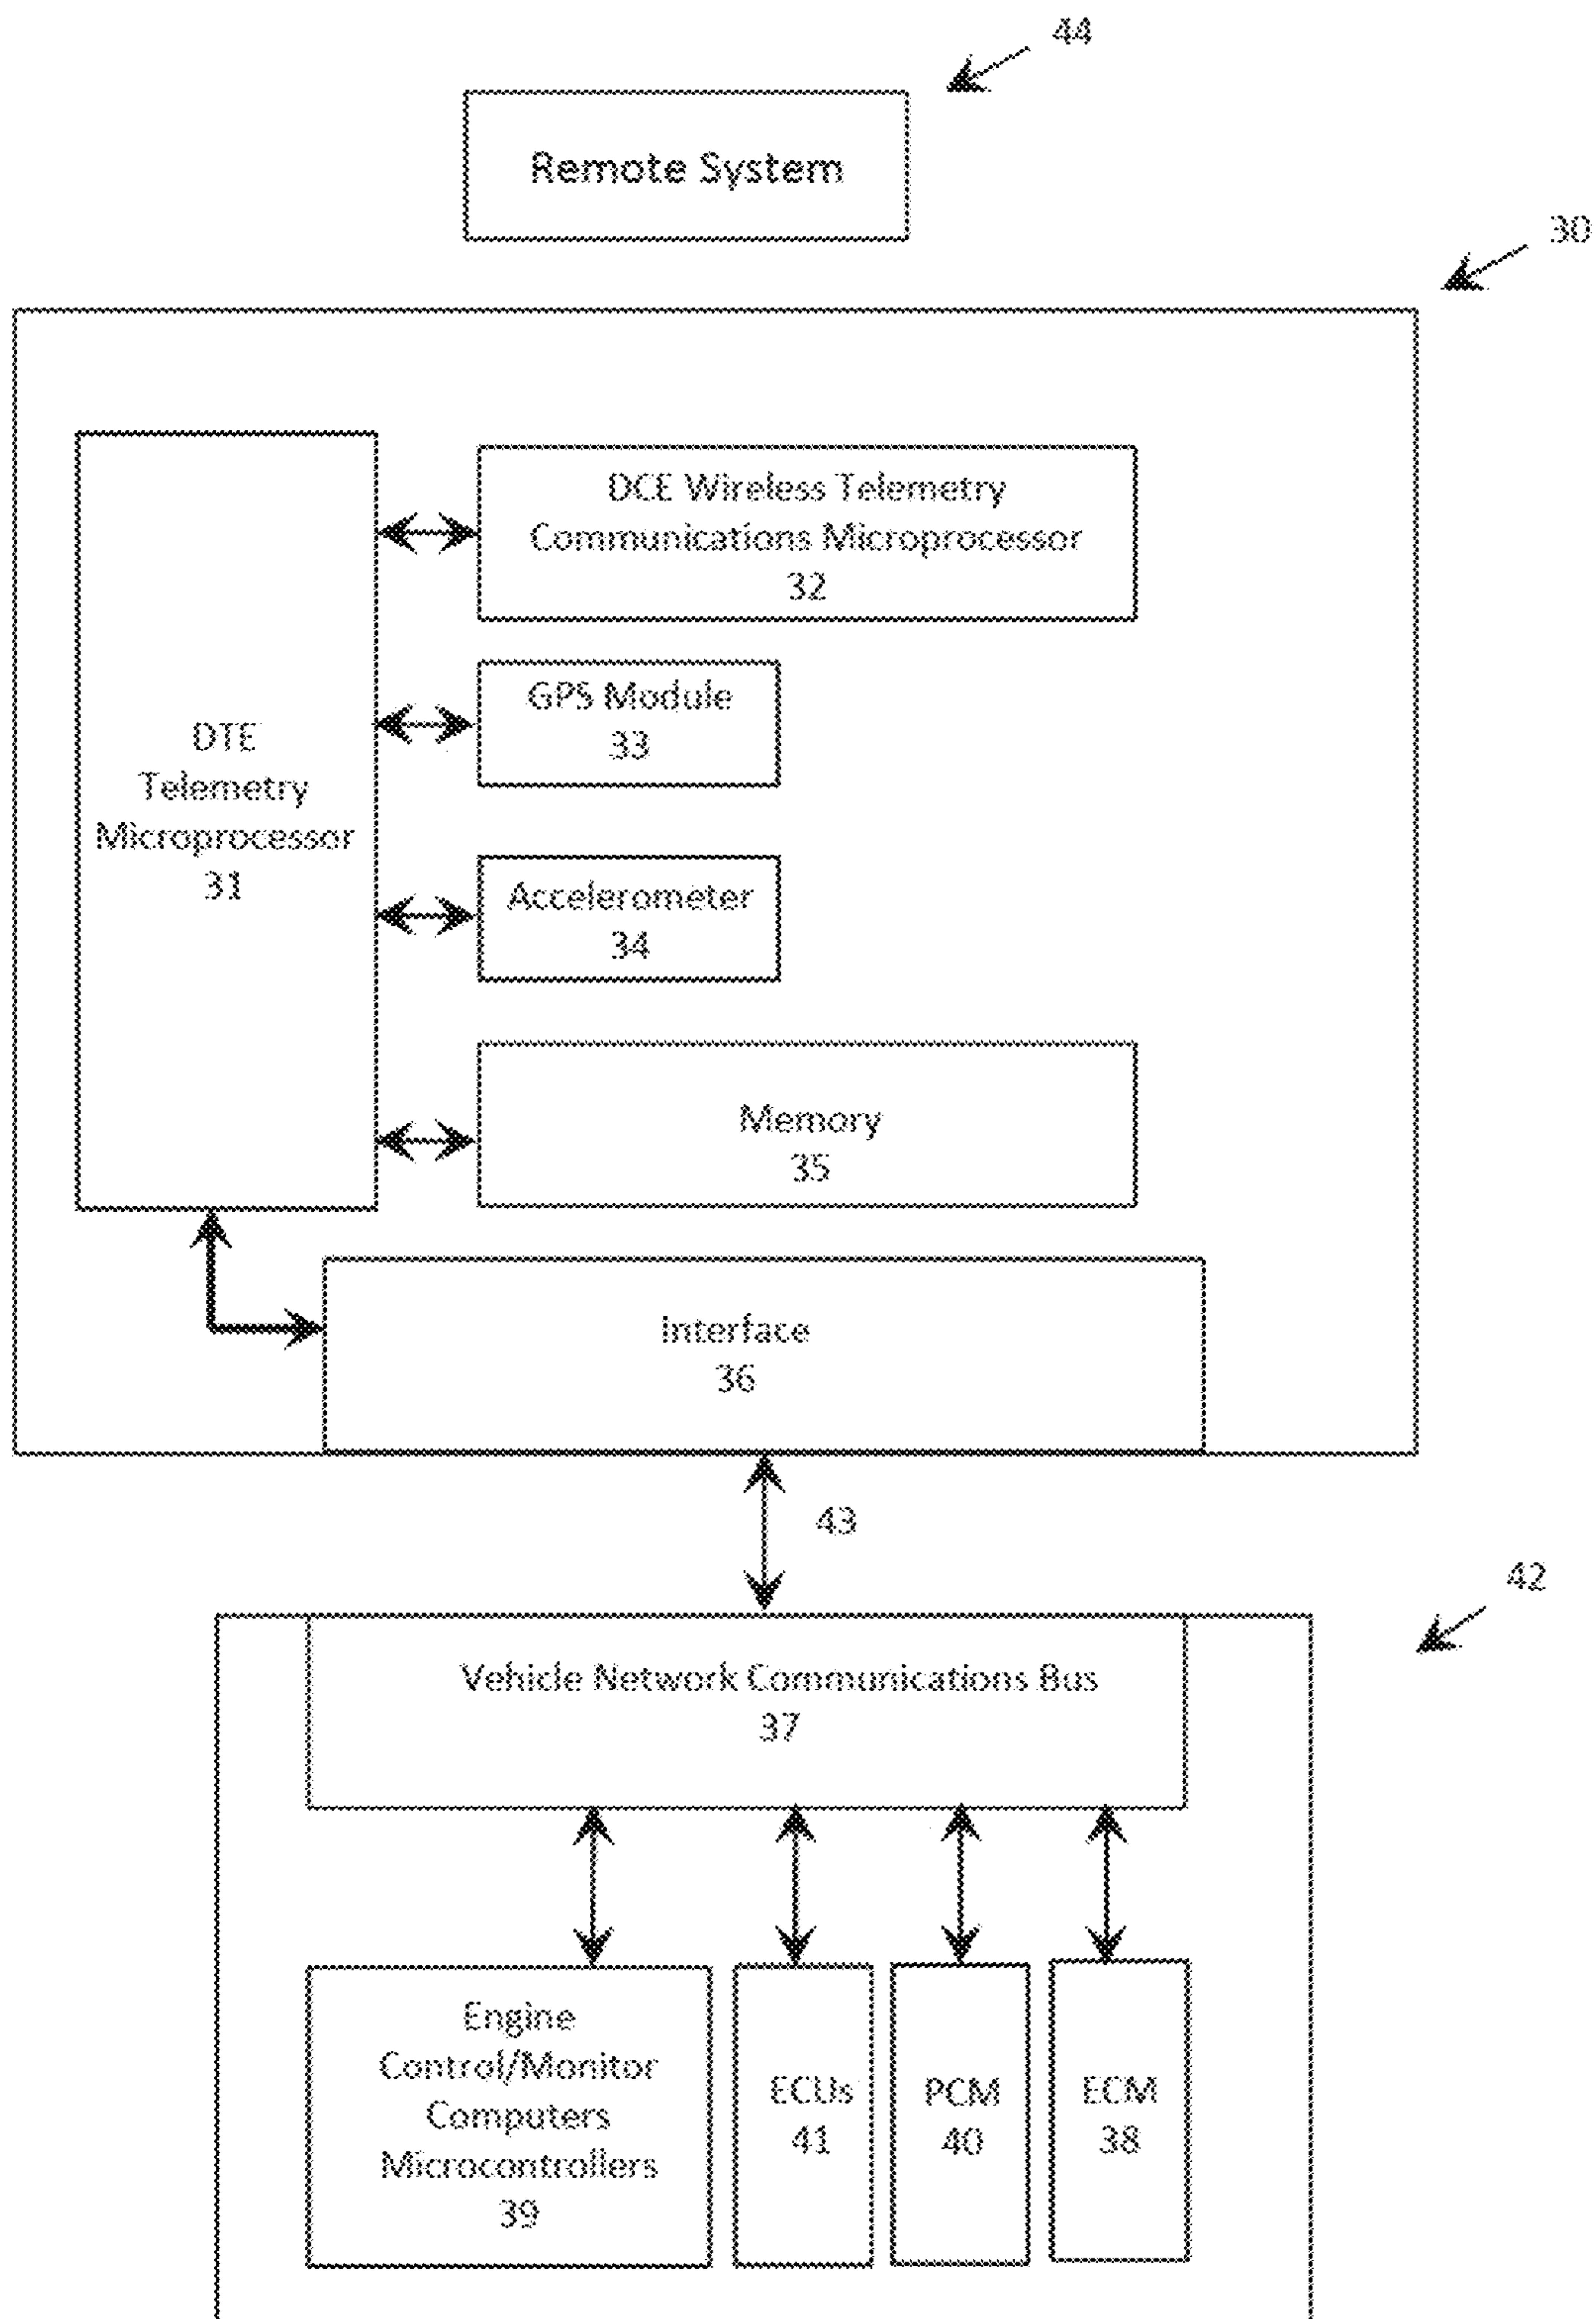 44
Remote System
30
DCE Wireless Telemetry
Communications Microprocessor
32
GPS Module
33
DTE
Telemetry
Microprocessor
31
Accelerometer
34
Memory
35
Interface
36
43
42
Vehicle Network Communications Bus
37
Engine
Control/Monitor
Computers
Microcontrollers
39
ECUs
41
PCM
40
ECM
38